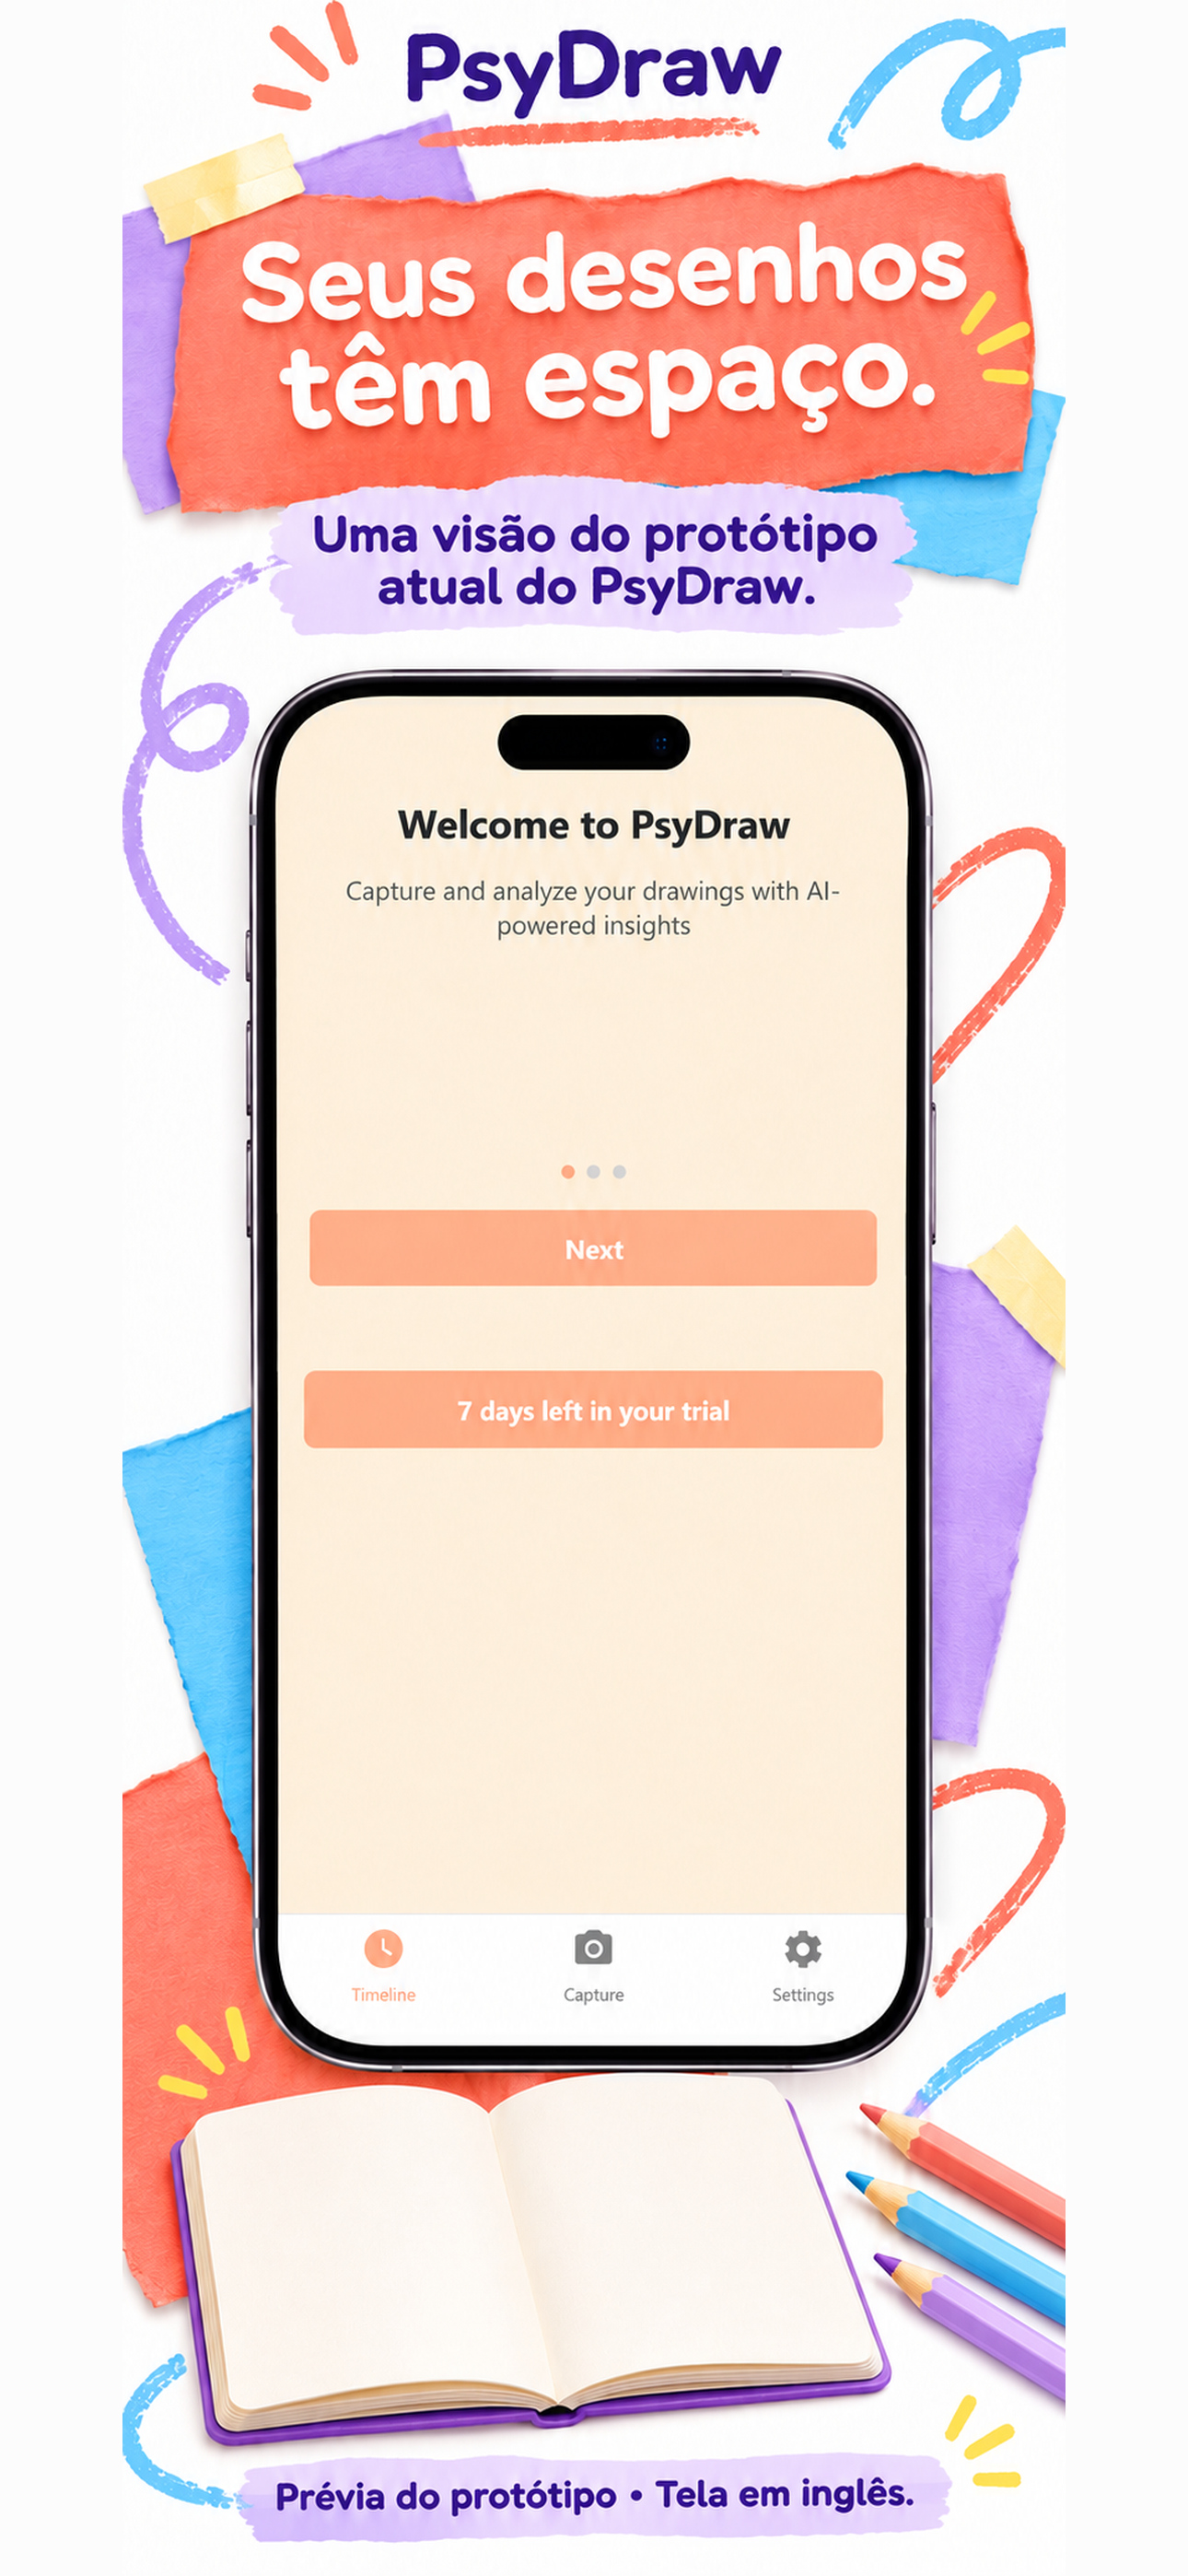 PsyDraw
Seus desenhos
têm espaço.
Uma visão do protótipo
atual do PsyDraw.
Welcome to PsyDraw
Capture and analyze your drawings with AI-
powered insights
Next
7 days left in your trial
Timeline
Capture
Settings
Prévia do protótipo • Tela em inglês.